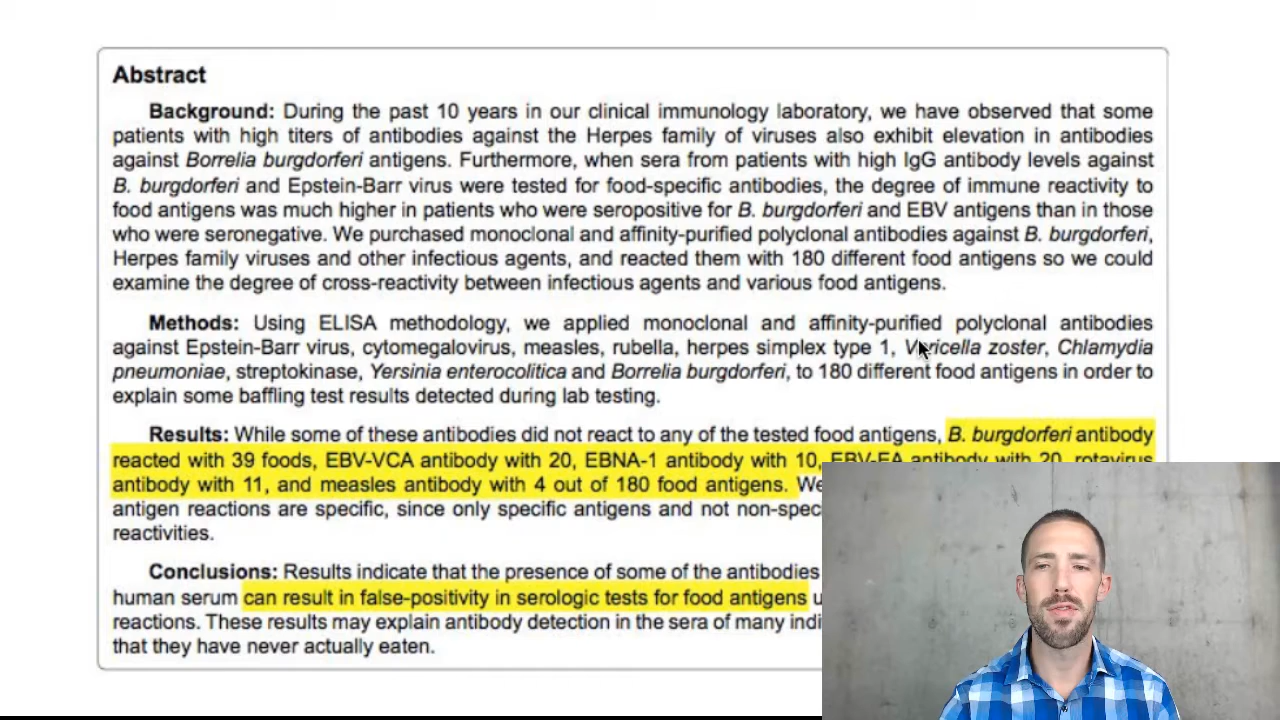 Abstract
Background: During the past 10 years in our clinical immunology laboratory, we have observed that some
patients with high titers of antibodies against the Herpes family of viruses also exhibit elevation in antibodies
against Borrelia burgdorferi antigens. Furthermore, when sera from patients with high IgG antibody levels against
B. burgdorferi and Epstein-Barr virus were tested for food-specific antibodies, the degree of immune reactivity to
food antigens was much higher in patients who were seropositive for B. burgdorferi and EBV antigens than in those
who were seronegative. We purchased monoclonal and affinity-purified polyclonal antibodies against B. burgdorferi,
Herpes family viruses and other infectious agents, and reacted them with 180 different food antigens so we could
examine the degree of cross-reactivity between infectious agents and various food antigens.
Methods: Using ELISA methodology, we applied monoclonal and affinity-purified polyclonal antibodies
against Epstein-Barr virus, cytomegalovirus, measles, rubella, herpes simplex type 1, Varicella zoster, Chlamydia
pneumoniae, streptokinase, Yersinia enterocolitica and Borrelia burgdorferi, to 180 different food antigens in order to
explain some baffling test results detected during lab testing.
Results: While some of these antibodies did not react to any of the tested food antigens, B. burgdorferi antibody
reacted with 39 foods, EBV-VCA antibody with 20, EBNA-1 antibody with 10, EBV-EA antibody with 20, rotavirus
antibody with 11, and measles antibody with 4 out of 180 food antigens.
antigen reactions are specific, since only specific antigens and not
reactivities.
Conclusions: Results indicate that the presence of some of the antibodies
human serum can result in false-positivity in serologic tests for food antigens
reactions. These results may explain antibody detection in the sera of many
that they have never actually eaten.